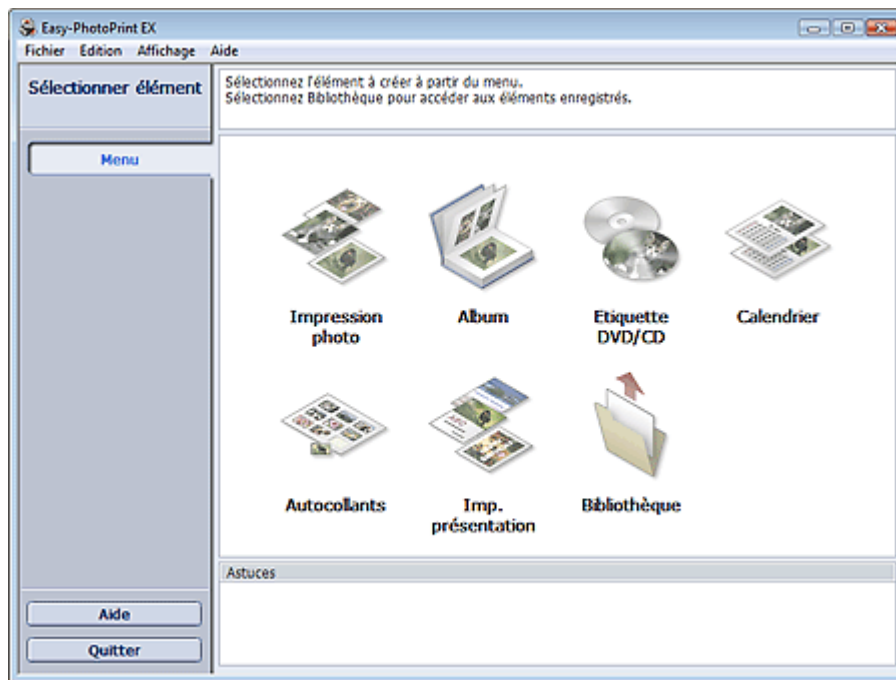 Easy-PhotoPrint EX
Fichier Edition Affichage Aide
Sélectionner élément
Sélectionnez l'élément à créer à partir du menu.
Sélectionnez Bibliothèque pour accéder aux éléments enregistrés.
Menu
Impression
photo
Album
Etiquette
DVD/CD
Calendrier
Autocollants
Imp.
présentation
Bibliothèque
Astuces
Aide
Quitter